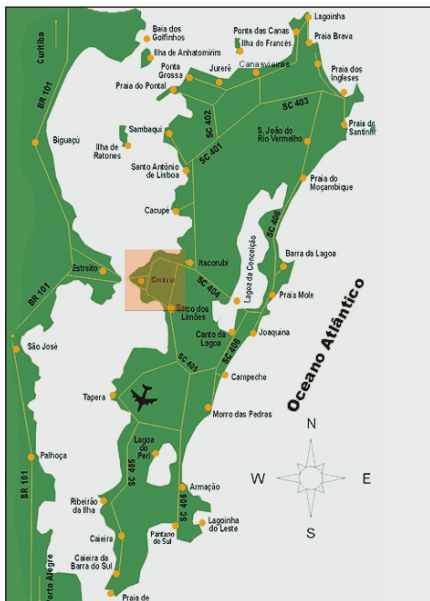 Lagoinha
Baía dos
Golfinhos
Ponta das Canas
Ilha do Francês
Praia Brava
Curitiba
Ilha de Anhatomirim
Ponta
Grossa
Canasvieiras
Jurerê
Praia dos
Ingleses
Praia do Pontal
BR 101
SC 402
SC 403
Sambaqui
Praia do
Santinh
Biguaçu
Ilha de
Ratones
S. João do
Rio Vermelho
SC 401
Santo Antônio
de Lisboa
Praia do
Moçambique
Cacupé
SC 406
Itacorubi
Lagoa da Conceição
Barra da Lagoa
Estreito
Centro
SC 404
BR 101
Praia Mole
Saco dos
Limões
Canto da
Lagoa
Joaquina
SC 406
São José
SC 405
Oceano Atlântico
Campeche
Tapera
Morro das Pedras
N
Lagoa
do
Peri
Palhoça
SC 405
W
E
BR 101
Armação
Ribeirão
da Ilha
SC 406
S
Lagoinha
do Leste
Pântano
do Sul
Caieira
Caieira da
Barra do Sul
Porto Alegre
Praia de